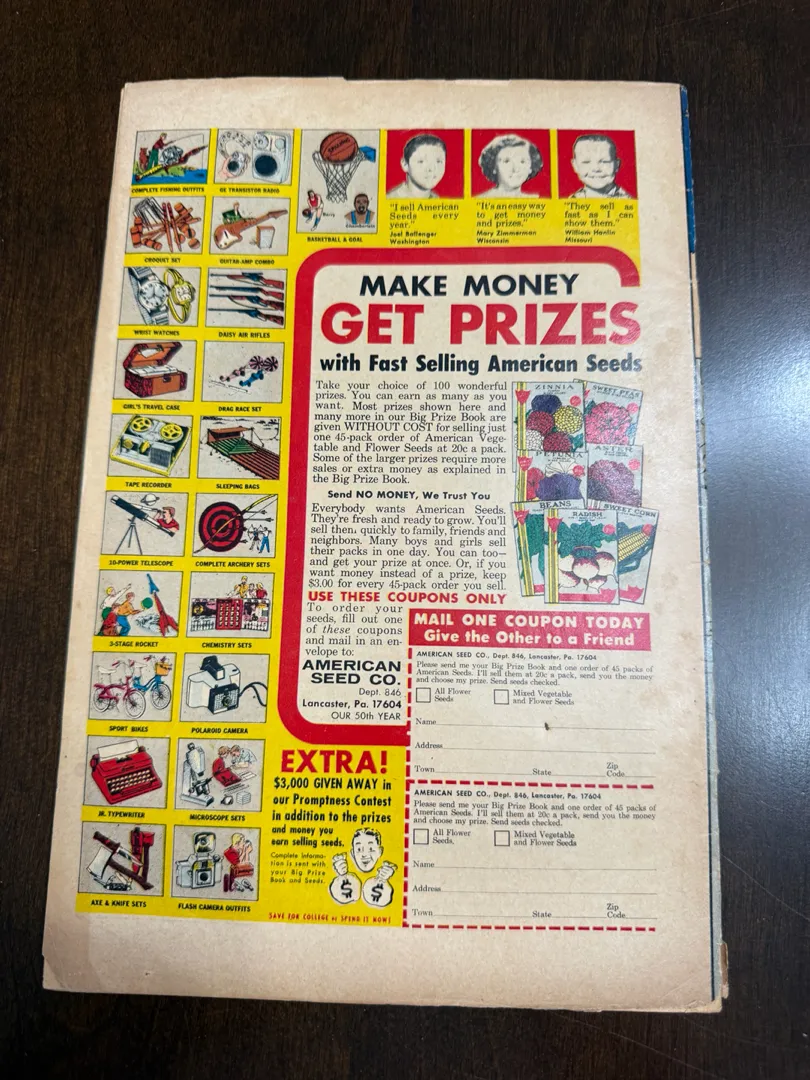 COMPLETE FISHING OUTFITS
GE TRANSISTOR RADIO
CROQUET SET
GUITAR-AMP COMBO
BASKETBALL & GOAL
WRIST WATCHES
DAISY AIR RIFLES
GIRL'S TRAVEL CASE
DRAG RACE SET
TAPE RECORDER
SLEEPING BAGS
30-POWER TELESCOPE
COMPLETE ARCHERY SETS
3-STAGE ROCKET
CHEMISTRY SETS
SPORT BIKES
POLAROID CAMERA
JR. TYPEWRITER
MICROSCOPE SETS
AXE & KNIFE SETS
FLASH CAMERA OUTFITS
"I sell American
Seeds every
year."
Joel Ballenger
Washington
"It's an easy way
to get money
and prizes."
Mary Zimmerman
Wisconsin
"They sell as
fast as I can
show them."
William Hanlin
Missouri
MAKE MONEY
GET PRIZES
with Fast Selling American Seeds
Take your choice of 100 wonderful
prizes. You can earn as many as you
want. Most prizes shown here and
many more in our Big Prize Book are
given WITHOUT COST for selling just
one 45-pack order of American Vege-
table and Flower Seeds at 20c a pack.
Some of the larger prizes require more
sales or extra money as explained in
the Big Prize Book.
Send NO MONEY, We Trust You
Everybody wants American Seeds.
They're fresh and ready to grow. You'll
sell them quickly to family, friends and
neighbors. Many boys and girls sell
their packs in one day. You can too—
and get your prize at once. Or, if you
want money instead of a prize, keep
$3.00 for every 45-pack order you sell.
USE THESE COUPONS ONLY
To order your
seeds, fill out one
of these coupons
and mail in an en-
velope to:
AMERICAN
SEED CO.
Dept. 846
Lancaster, Pa. 17604
OUR 50th YEAR
ZINNIA
SWEET PEAS
PETUNIA
ASTER
BEANS
RADISH
SWEET CORN
MAIL ONE COUPON TODAY
Give the Other to a Friend
AMERICAN SEED CO., Dept. 846, Lancaster, Pa. 17604
Please send me your Big Prize Book and one order of 45 packs of
American Seeds. I'll sell them at 20c a pack, send you the money
and choose my prize. Send seeds checked.
All Flower
Seeds
Mixed Vegetable
and Flower Seeds
Name
Address
Town State Zip Code
AMERICAN SEED CO., Dept. 846, Lancaster, Pa. 17604
Please send me your Big Prize Book and one order of 45 packs of
American Seeds. I'll sell them at 20c a pack, send you the money
and choose my prize. Send seeds checked.
All Flower
Seeds,
Mixed Vegetable
and Flower Seeds
Name
Address
Town State Zip Code
EXTRA!
$3,000 GIVEN AWAY in
our Promptness Contest
in addition to the prizes
and money you
earn selling seeds.
Complete informa-
tion is sent with
your Big Prize
Book and Seeds.
$ $
SAVE FOR COLLEGE or SPEND IT NOW!